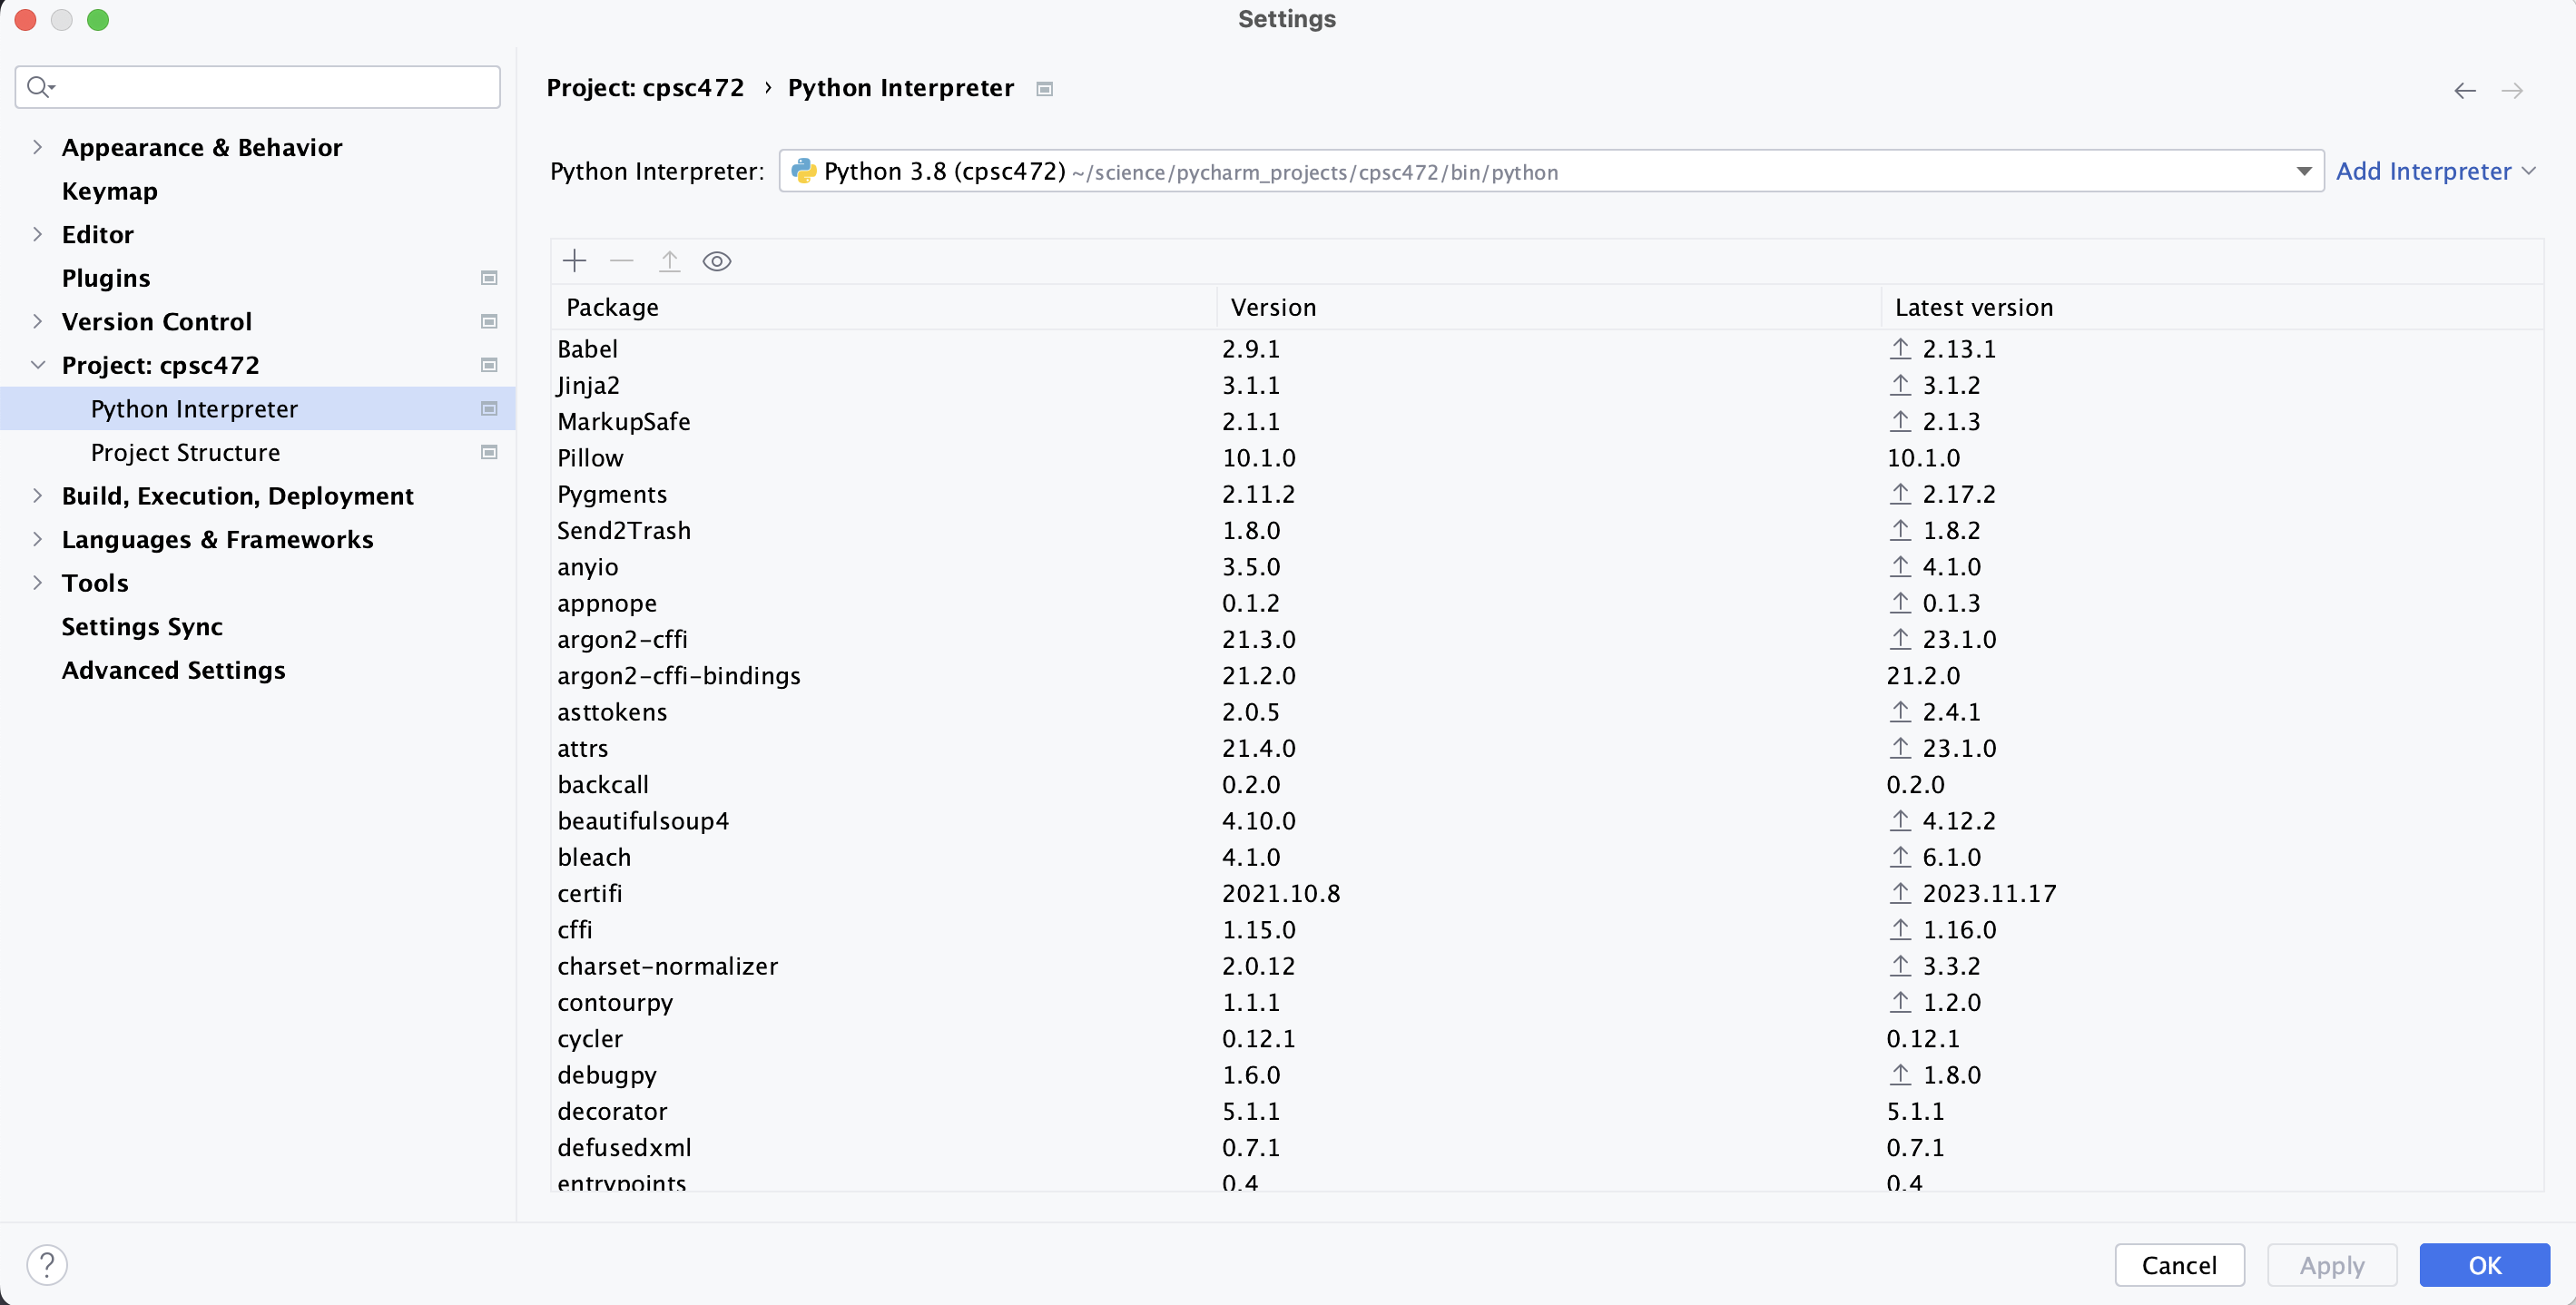 Settings
Appearance & Behavior
Keymap
Editor
Plugins
Version Control
Project: cpsc472
Python Interpreter
Project Structure
Build, Execution, Deployment
Languages & Frameworks
Tools
Settings Sync
Advanced Settings
Project: cpsc472 › Python Interpreter
Python Interpreter: Python 3.8 (cpsc472) ~/science/pycharm_projects/cpsc472/bin/python Add Interpreter
Package Version Latest version
Babel 2.9.1 2.13.1
Jinja2 3.1.1 3.1.2
MarkupSafe 2.1.1 2.1.3
Pillow 10.1.0 10.1.0
Pygments 2.11.2 2.17.2
Send2Trash 1.8.0 1.8.2
anyio 3.5.0 4.1.0
appnope 0.1.2 0.1.3
argon2-cffi 21.3.0 23.1.0
argon2-cffi-bindings 21.2.0 21.2.0
asttokens 2.0.5 2.4.1
attrs 21.4.0 23.1.0
backcall 0.2.0 0.2.0
beautifulsoup4 4.10.0 4.12.2
bleach 4.1.0 6.1.0
certifi 2021.10.8 2023.11.17
cffi 1.15.0 1.16.0
charset-normalizer 2.0.12 3.3.2
contourpy 1.1.1 1.2.0
cycler 0.12.1 0.12.1
debugpy 1.6.0 1.8.0
decorator 5.1.1 5.1.1
defusedxml 0.7.1 0.7.1
entrypoints 0.4 0.4
? Cancel Apply OK